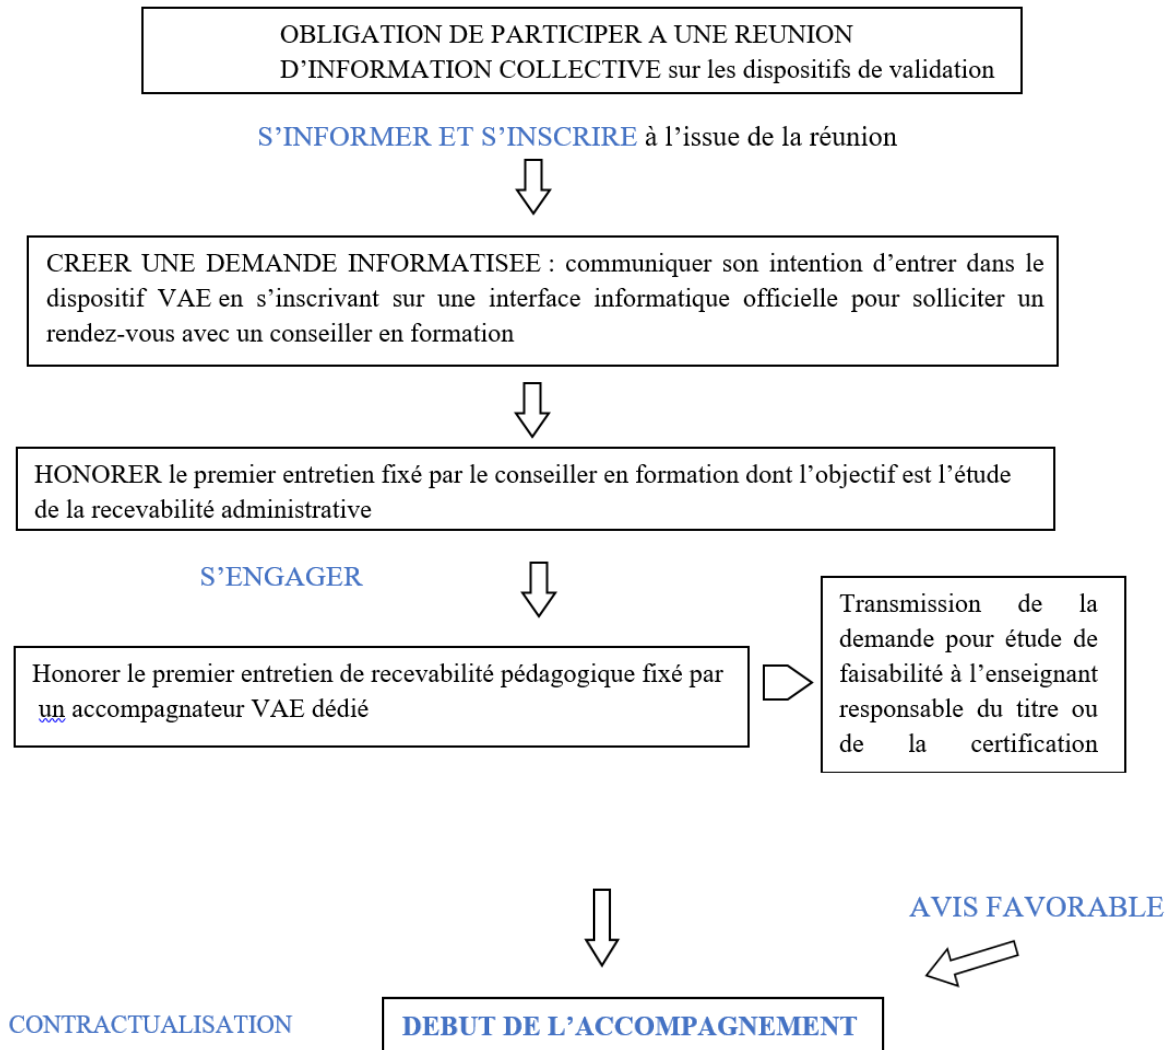 OBLIGATION DE PARTICIPER A UNE REUNION
D’INFORMATION COLLECTIVE sur les dispositifs de validation
S’INFORMER ET S’INSCRIRE à l’issue de la réunion
CREER UNE DEMANDE INFORMATISEE : communiquer son intention d’entrer dans le
dispositif VAE en s’inscrivant sur une interface informatique officielle pour solliciter un
rendez-vous avec un conseiller en formation
HONORER le premier entretien fixé par le conseiller en formation dont l’objectif est l’étude
de la recevabilité administrative
S’ENGAGER
Honorer le premier entretien de recevabilité pédagogique fixé par
un accompagnateur VAE dédié
Transmission de la
demande pour étude de
faisabilité à l’enseignant
responsable du titre ou
de la certification
AVIS FAVORABLE
CONTRACTUALISATION
DEBUT DE L’ACCOMPAGNEMENT